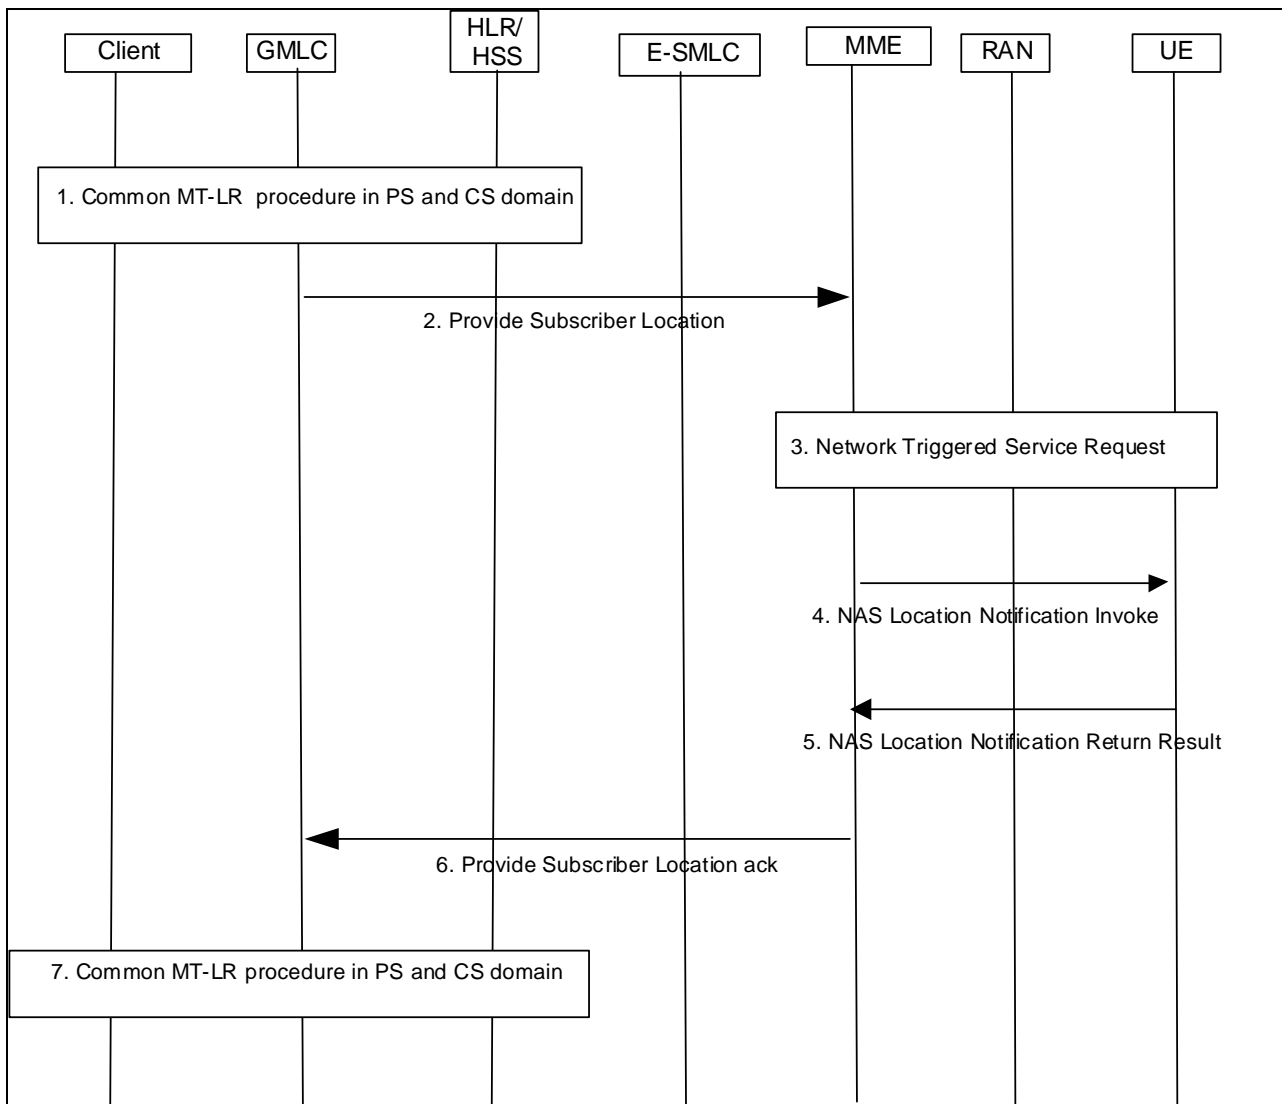 Client
GMLC
HLR/
HSS
E-SMLC
MME
RAN
UE
1. Common MT-LR procedure in PS and CS domain
2. Provide Subscriber Location
3. Network Triggered Service Request
4. NAS Location Notification Invoke
5. NAS Location Notification Return Result
6. Provide Subscriber Location ack
7. Common MT-LR procedure in PS and CS domain